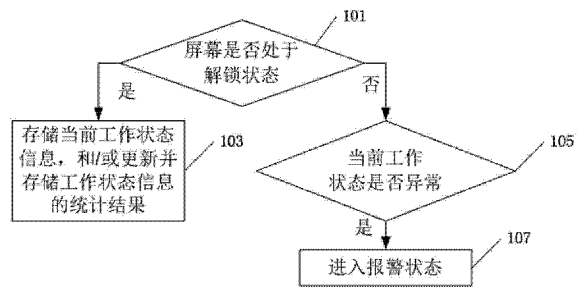 101
屏幕是否处于
解锁状态
是
否
存储当前工作状态
信息，和/或更新并
存储工作状态信息
的统计结果
103
当前工作
状态是否异常
105
是
进入报警状态
107